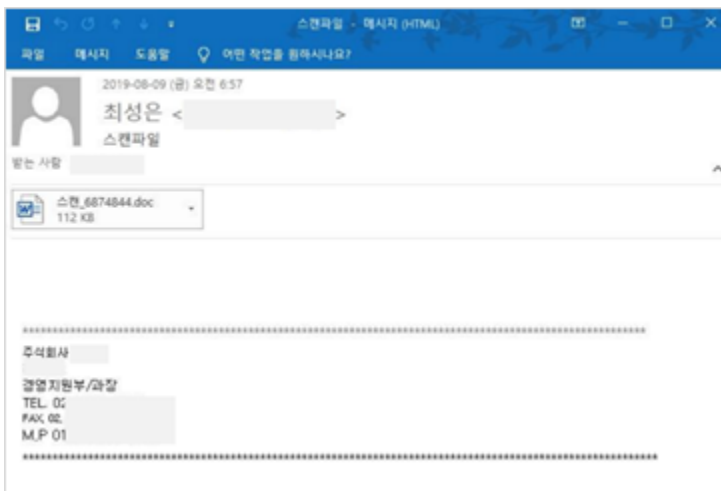 스캔파일 - 메시지 (HTML)
파일 메시지 도움말 어떤 작업을 원하시나요?
2019-08-09 (금) 오전 6:57
최성은 < >
스캔파일
받는 사람
스캔_6874844.doc
112 KB
주식회사
경영지원부/과장
TEL. 02
FAX, 02,
M.P 01